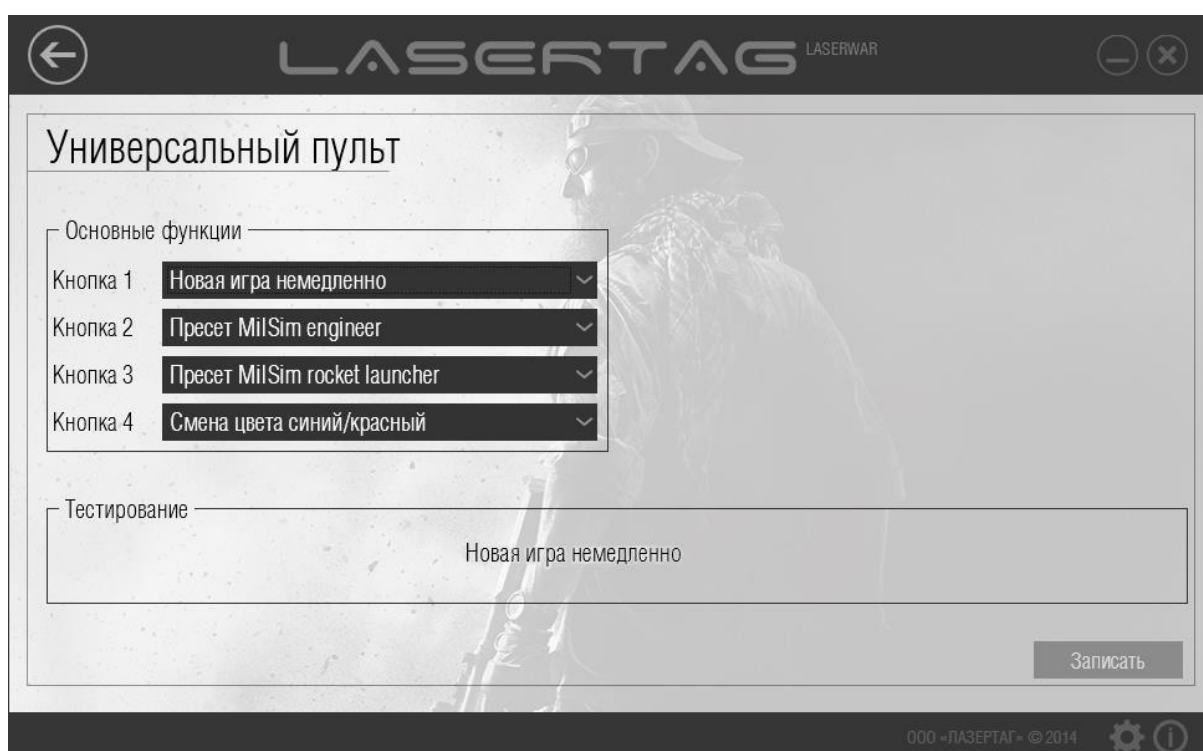 LASERTAG LASERWAR
Универсальный пульт
Основные функции
Кнопка 1 Новая игра немедленно
Кнопка 2 Пресет MilSim engineer
Кнопка 3 Пресет MilSim rocket launcher
Кнопка 4 Смена цвета синий/красный
Тестирование
Новая игра немедленно
Записать
ООО «ЛАЗЕРТАГ» © 2014